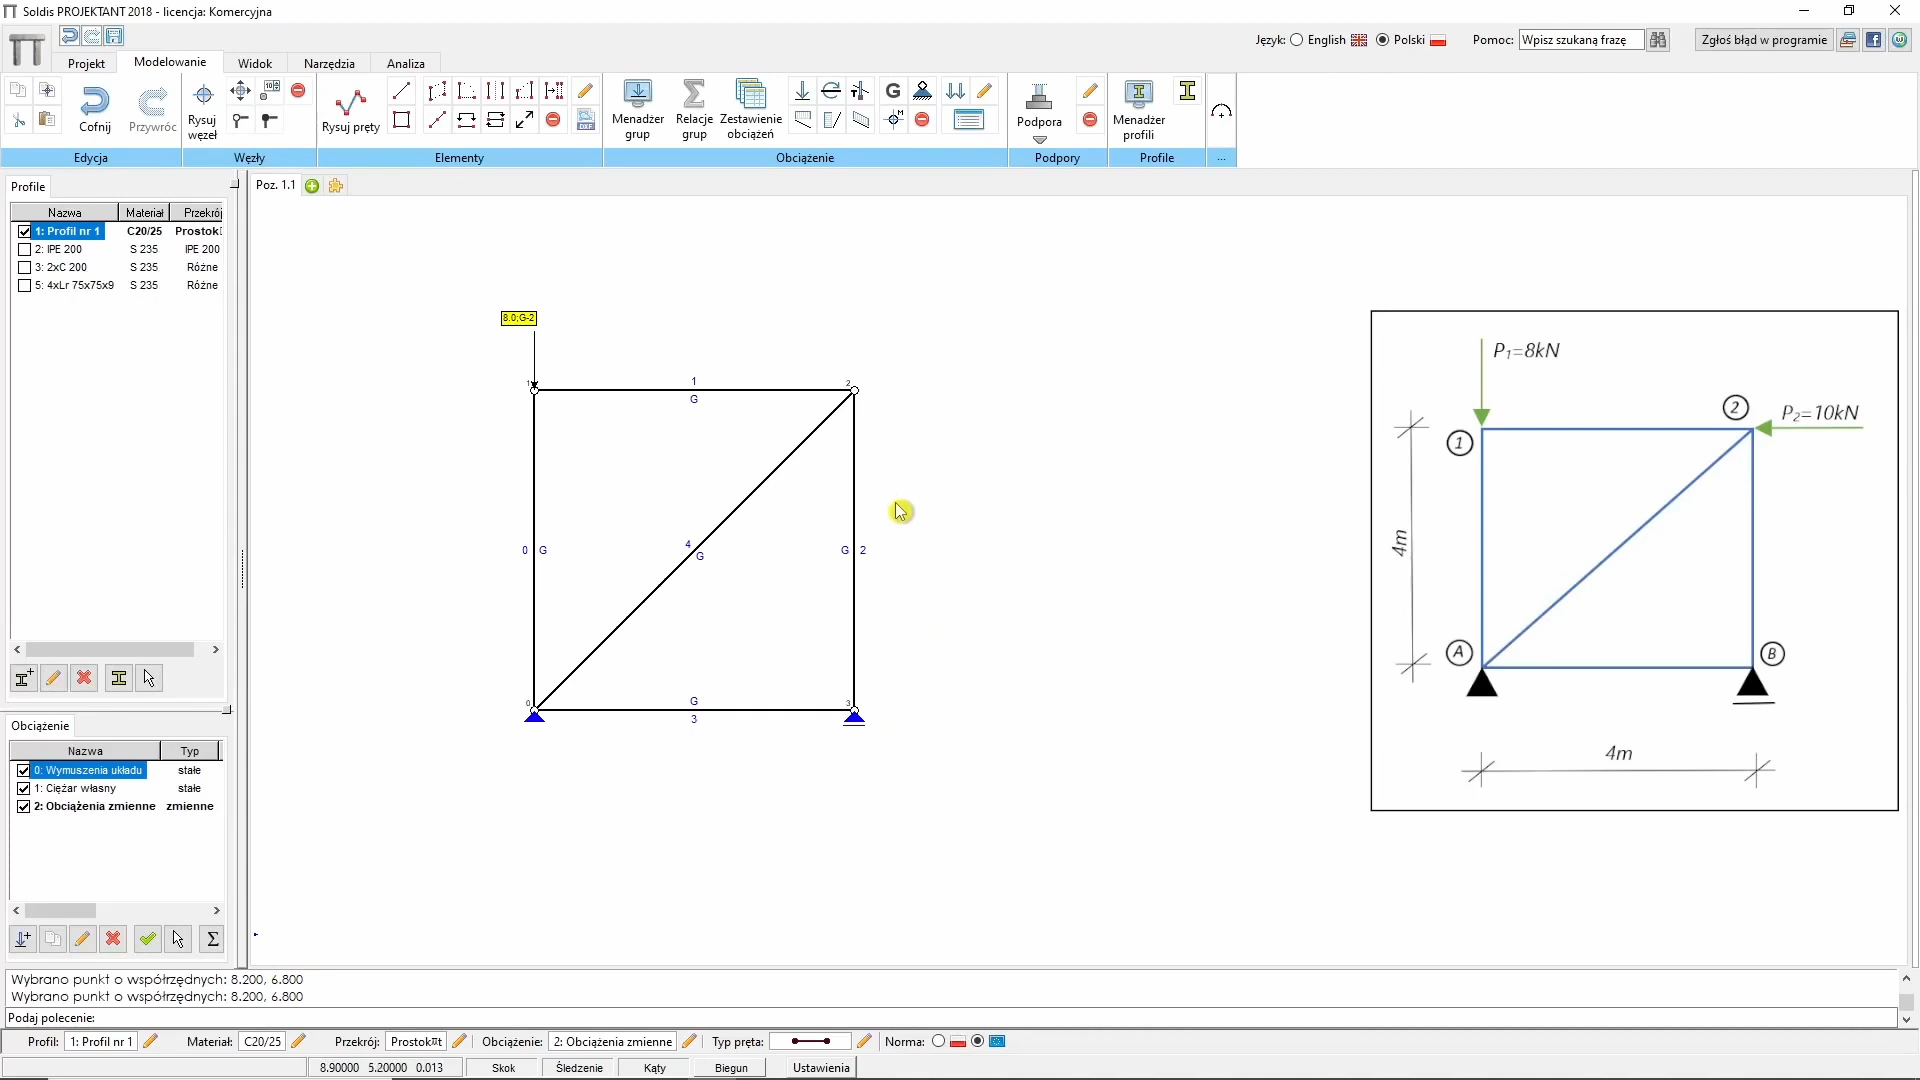 Soldis PROJEKTANT 2018 - licencja: Komercyjna
Język: English Polski Pomoc: Wpisz szukaną frazę Zgłoś błąd w programie
Projekt Modelowanie Widok Narzędzia Analiza
Cofnij Przywróc Rysuj węzeł Rysuj pręty Menadżer grup Relacje grup Zestawienie obciążeń Podpora Menadżer profili
Edycja Węzły Elementy Obciążenie Podpory Profile ...
Profile Poz. 1.1
Nazwa Materiał Przekrój
1: Profil nr 1 C20/25 Prostok
2: IPE 200 S 235 IPE 200
3: 2xC 200 S 235 Różne
5: 4xLr 75x75x9 S 235 Różne
8.0;G-2
1 1 2
G
0 G 4 G G 2
0 G 3
3
P₁=8kN
2 P₂=10kN
1
4m
A B
4m
Obciążenie
Nazwa Typ
0: Wymuszenia układu stałe
1: Ciężar własny stałe
2: Obciążenia zmienne zmienne
Wybrano punkt o współrzędnych: 8.200, 6.800
Wybrano punkt o współrzędnych: 8.200, 6.800
Podaj polecenie:
Profil: 1: Profil nr 1 Materiał: C20/25 Przekrój: Obciążenie: 2: Obciążenia zmienne Typ pręta: Norma:
8.90000 5.20000 0.013 Skok Śledzenie Kąty Biegun Ustawienia